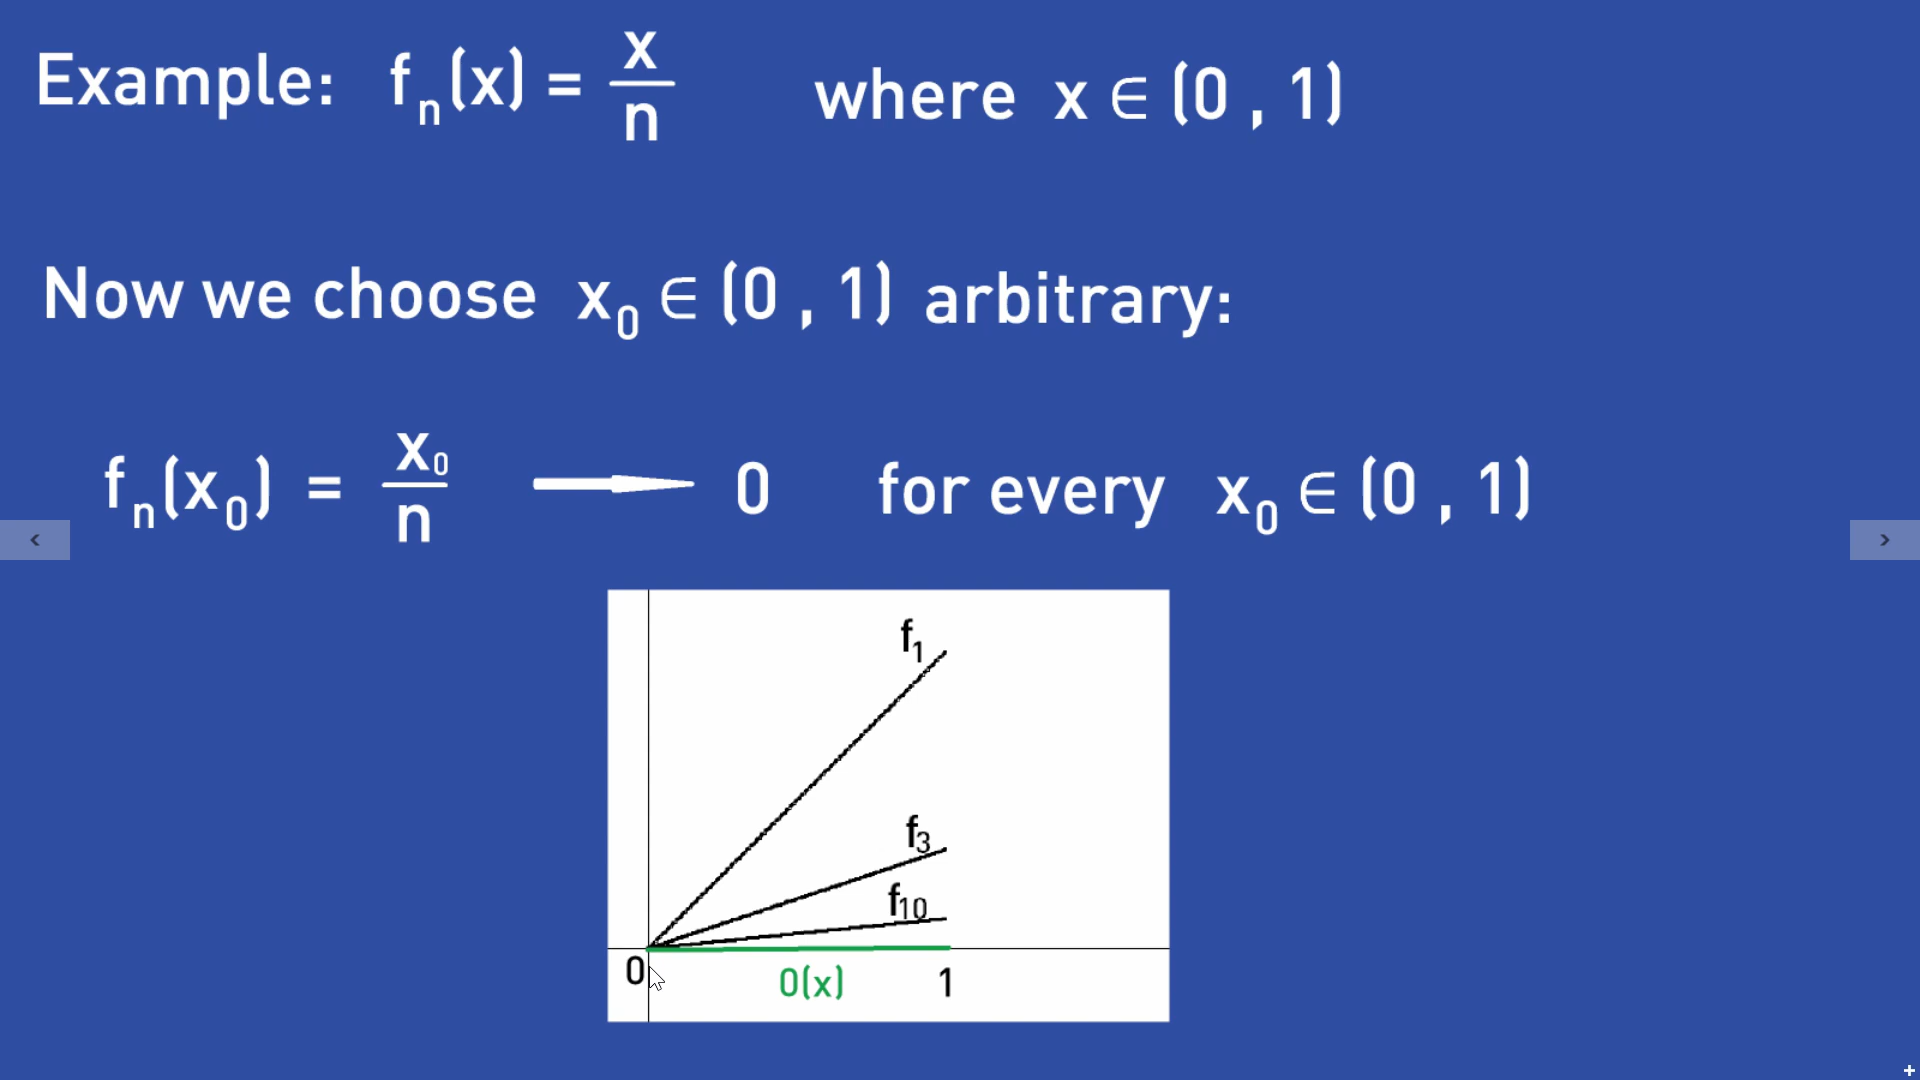 Example: fₙ(x) = x/n where x ∈ (0 , 1)
Now we choose x₀ ∈ (0 , 1) arbitrary:
fₙ(x₀) = x₀/n → 0 for every x₀ ∈ (0 , 1)
f₁
f₃
f₁₀
0 0(x) 1